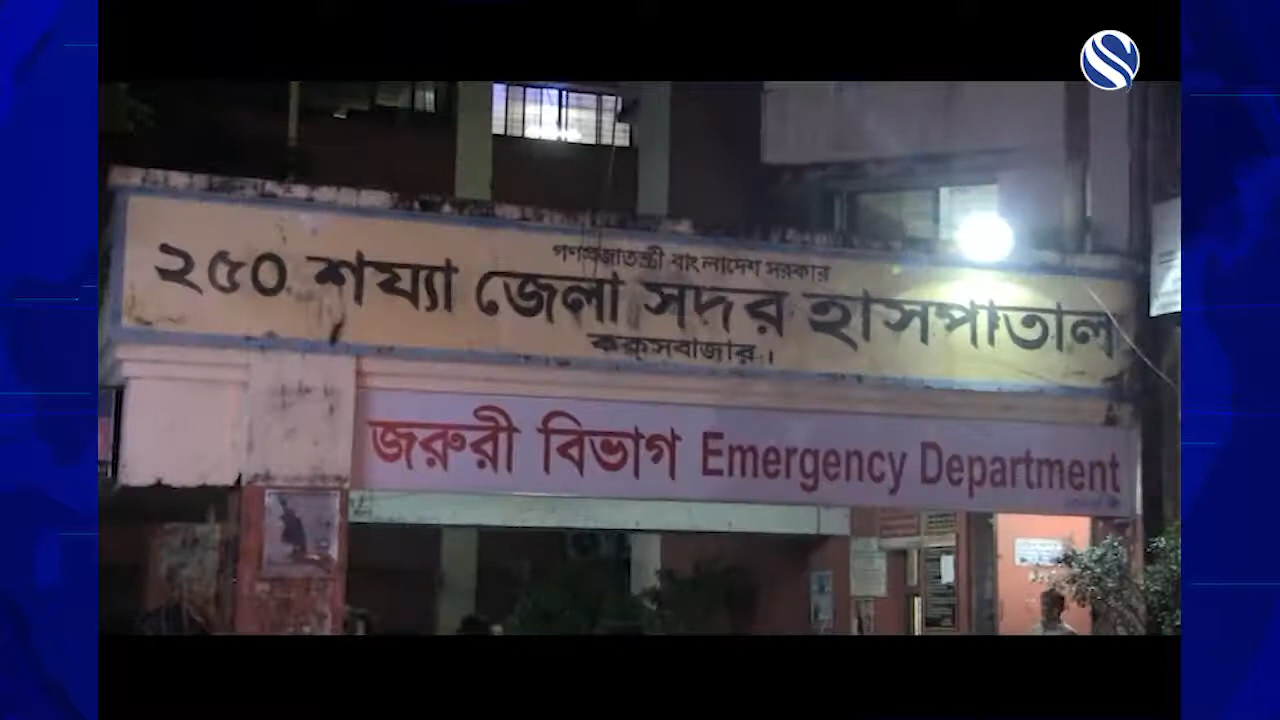 গণপ্রজাতন্ত্রী বাংলাদেশ সরকার
২৫০ শয্যা জেলা সদর হাসপাতাল
কক্সবাজার।
জরুরী বিভাগ Emergency Department